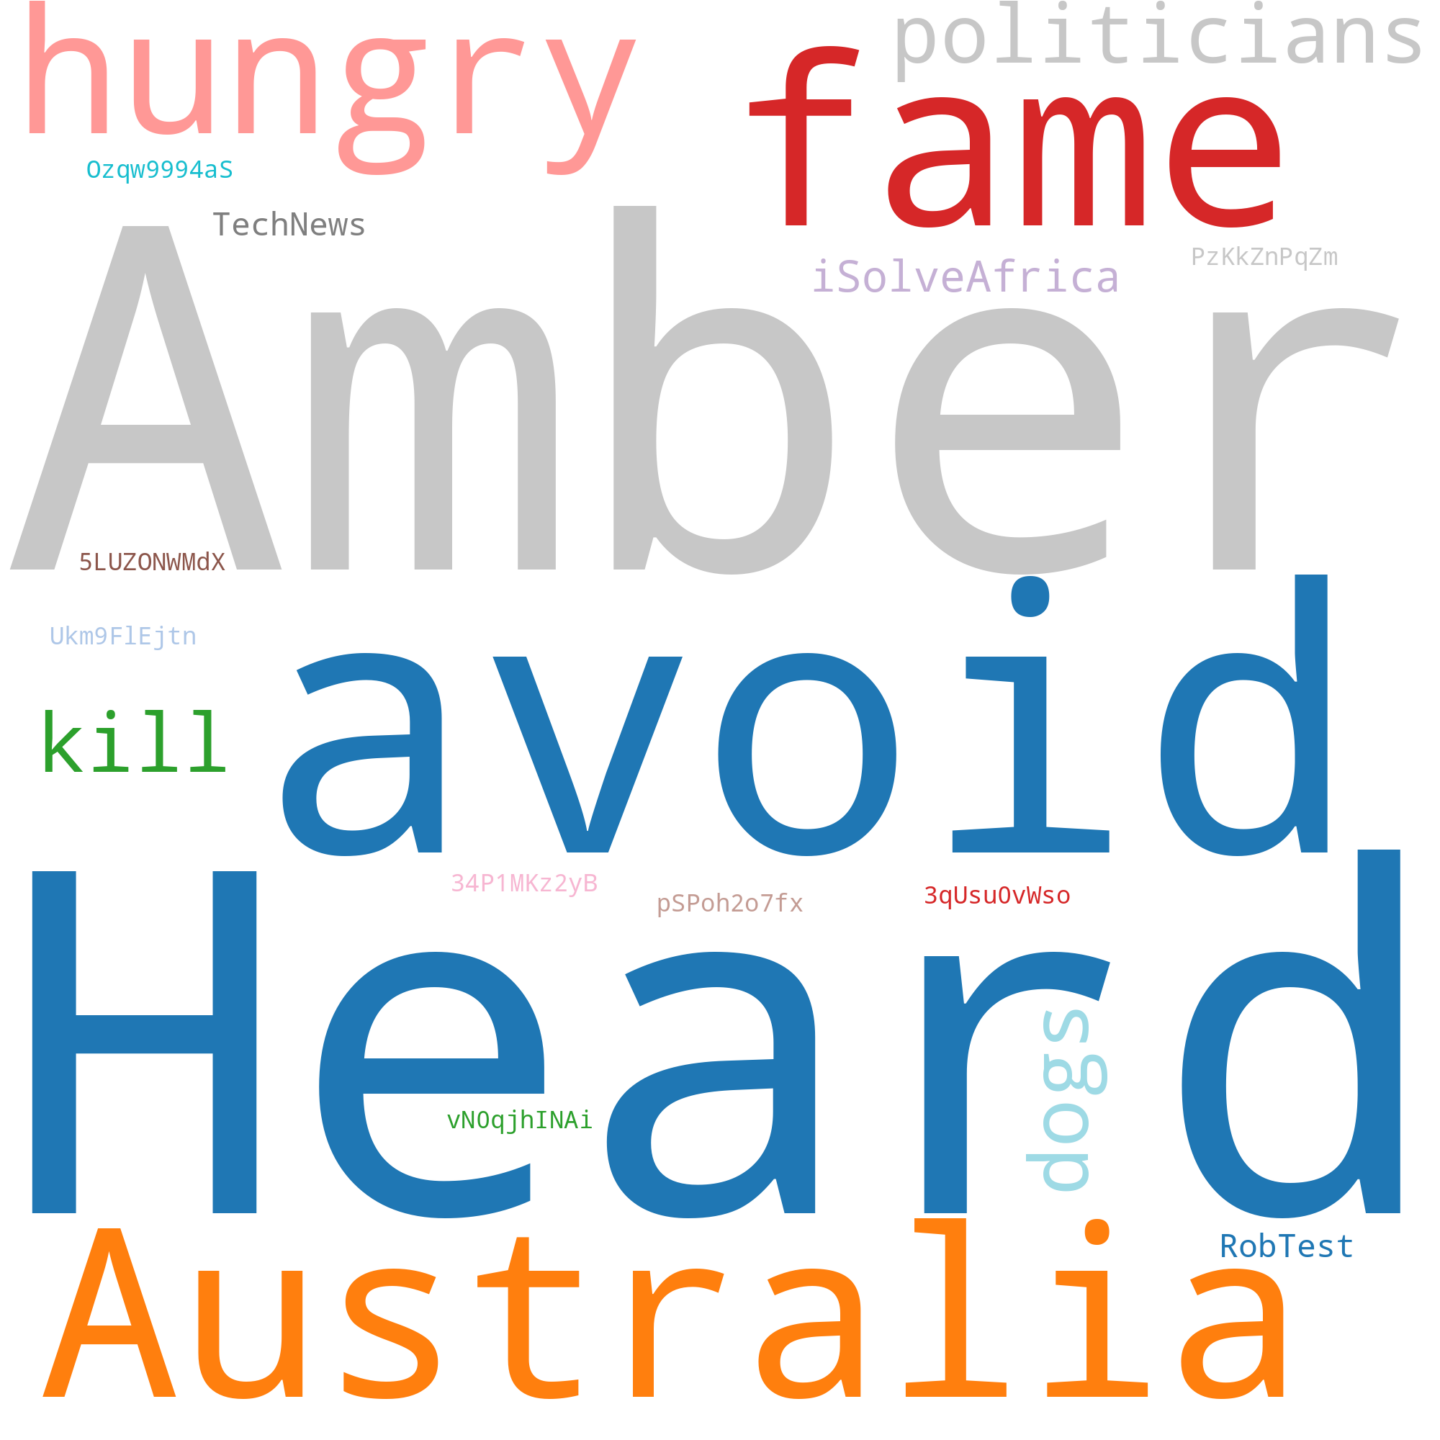 hungry
politicians
fame
Ozqw9994aS
TechNews
iSolveAfrica
PzKkZnPqZm
Amber
5LUZONWMdX
avoid
Ukm9FlEjtn
kill
Heard
34P1MKz2yB
pSPoh2o7fx
3qUsu0vWso
dogs
vN0qjhINAi
Australia
RobTest